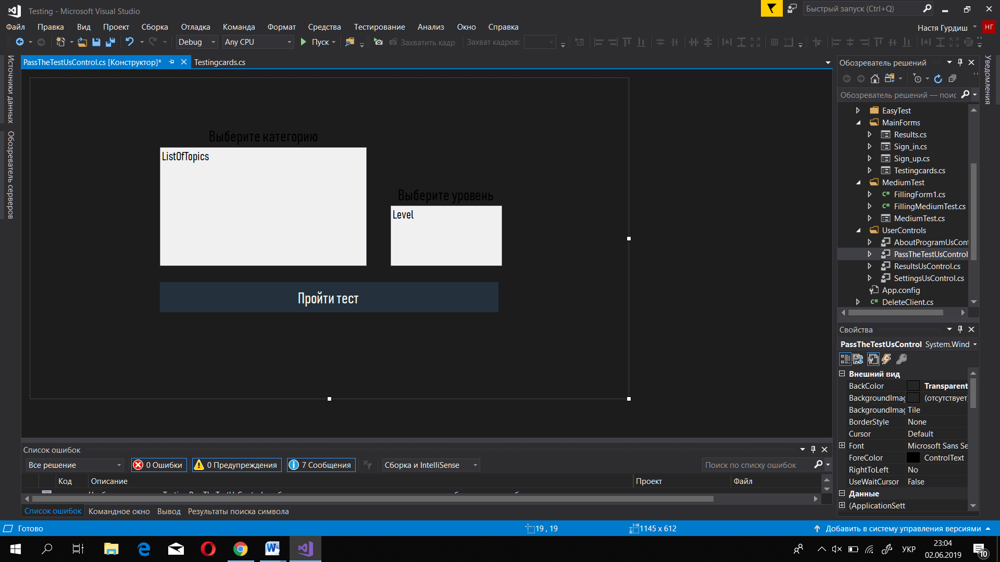 Testing - Microsoft Visual Studio
Быстрый запуск (Ctrl+Q)
Файл Правка Вид Проект Сборка Отладка Команда Формат Средства Тестирование Анализ Окно Справка
Настя Гурдиш НГ
Debug Any CPU Пуск Захватить кадр Захват кадров:
Источники данных
Обозреватель серверов
PassTheTestUsControl.cs [Конструктор]* Testingcards.cs
Выберите категорию
ListOfTopics
Выберите уровень
Level
Пройти тест
Обозреватель решений
Обозреватель решений — поис
EasyTest
MainForms
Results.cs
Sign_in.cs
Sign_up.cs
Testingcards.cs
MediumTest
FillingForm1.cs
FillingMediumTest.cs
MediumTest.cs
UserControls
AboutProgramUsCont
PassTheTestUsControl
ResultsUsControl.cs
SettingsUsControl.cs
App.config
DeleteClient.cs
Уведомления
Свойства
PassTheTestUsControl System.Wind
Внешний вид
BackColor Transparent
BackgroundImag (отсутствует)
BackgroundImag Tile
BorderStyle None
Cursor Default
Font Microsoft Sans Se
ForeColor ControlText
RightToLeft No
UseWaitCursor False
Данные
(ApplicationSett
Список ошибок
Все решение 0 Ошибки 0 Предупреждения 7 Сообщения Сборка и IntelliSense Поиск по списку ошибок
Код Описание Проект Файл
Список ошибок Командное окно Вывод Результаты поиска символа
Готово 19 , 19 1145 x 612 Добавить в систему управления версиями
УКР
23:04
02.06.2019
10